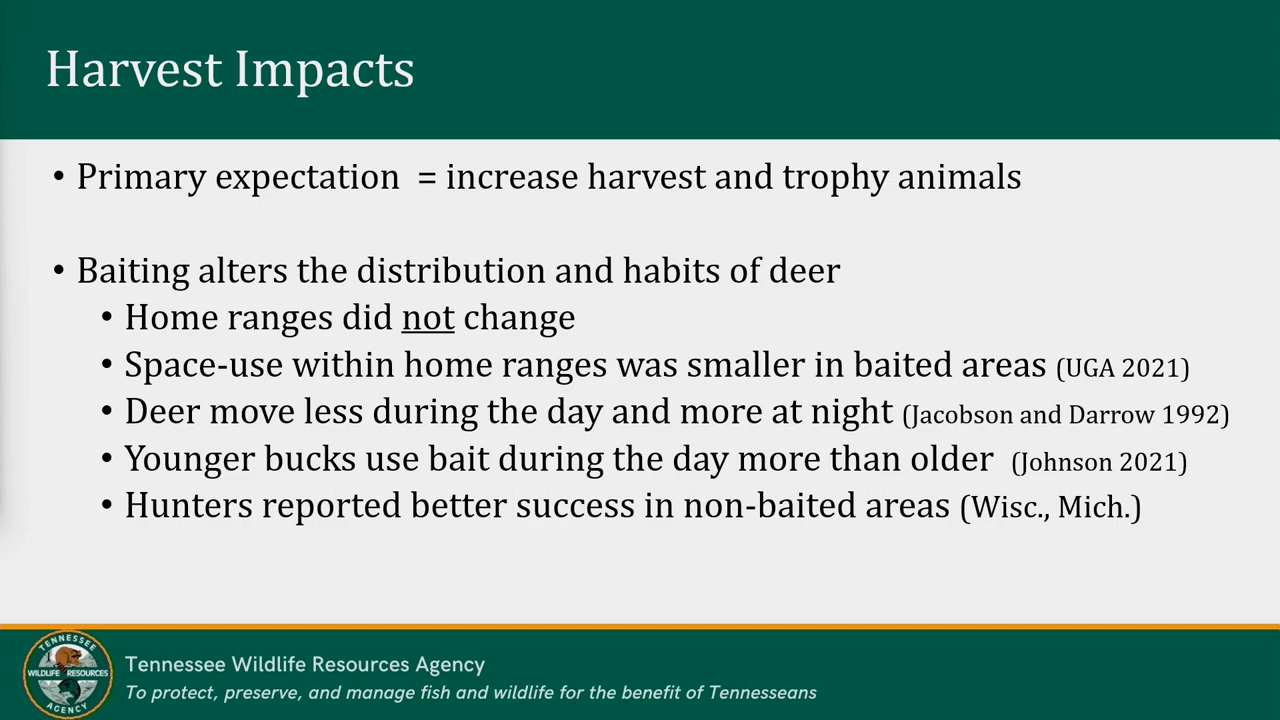 Harvest Impacts
• Primary expectation = increase harvest and trophy animals
• Baiting alters the distribution and habits of deer
• Home ranges did not change
• Space-use within home ranges was smaller in baited areas (UGA 2021)
• Deer move less during the day and more at night (Jacobson and Darrow 1992)
• Younger bucks use bait during the day more than older (Johnson 2021)
• Hunters reported better success in non-baited areas (Wisc., Mich.)
TENNESSEE
WILDLIFE RESOURCES
AGENCY
Tennessee Wildlife Resources Agency
To protect, preserve, and manage fish and wildlife for the benefit of Tennesseans